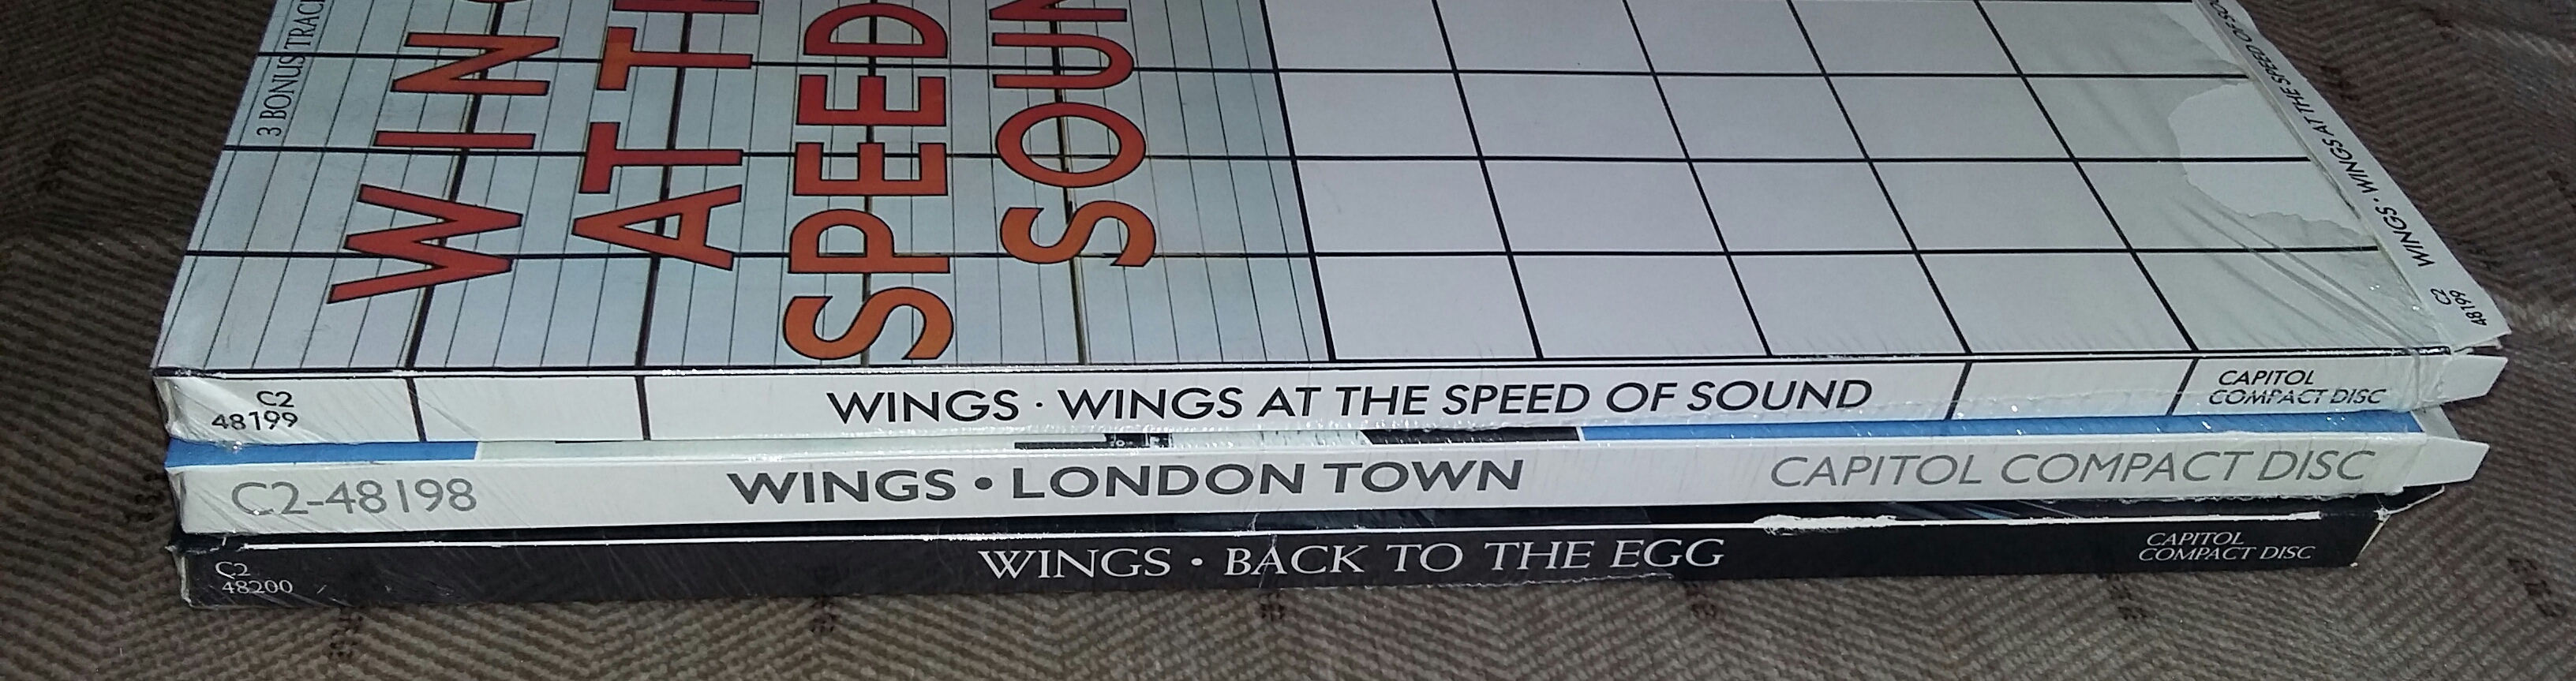 3 BONUS TRAC
WIN
AT TH
SPEED
SOUN
WINGS · WINGS AT THE SPEED OF SOU
C2
48199
C2
48199
WINGS · WINGS AT THE SPEED OF SOUND
CAPITOL
COMPACT DISC
C2-48198
WINGS • LONDON TOWN
CAPITOL COMPACT DISC
C2
48200
WINGS • BACK TO THE EGG
CAPITOL
COMPACT DISC